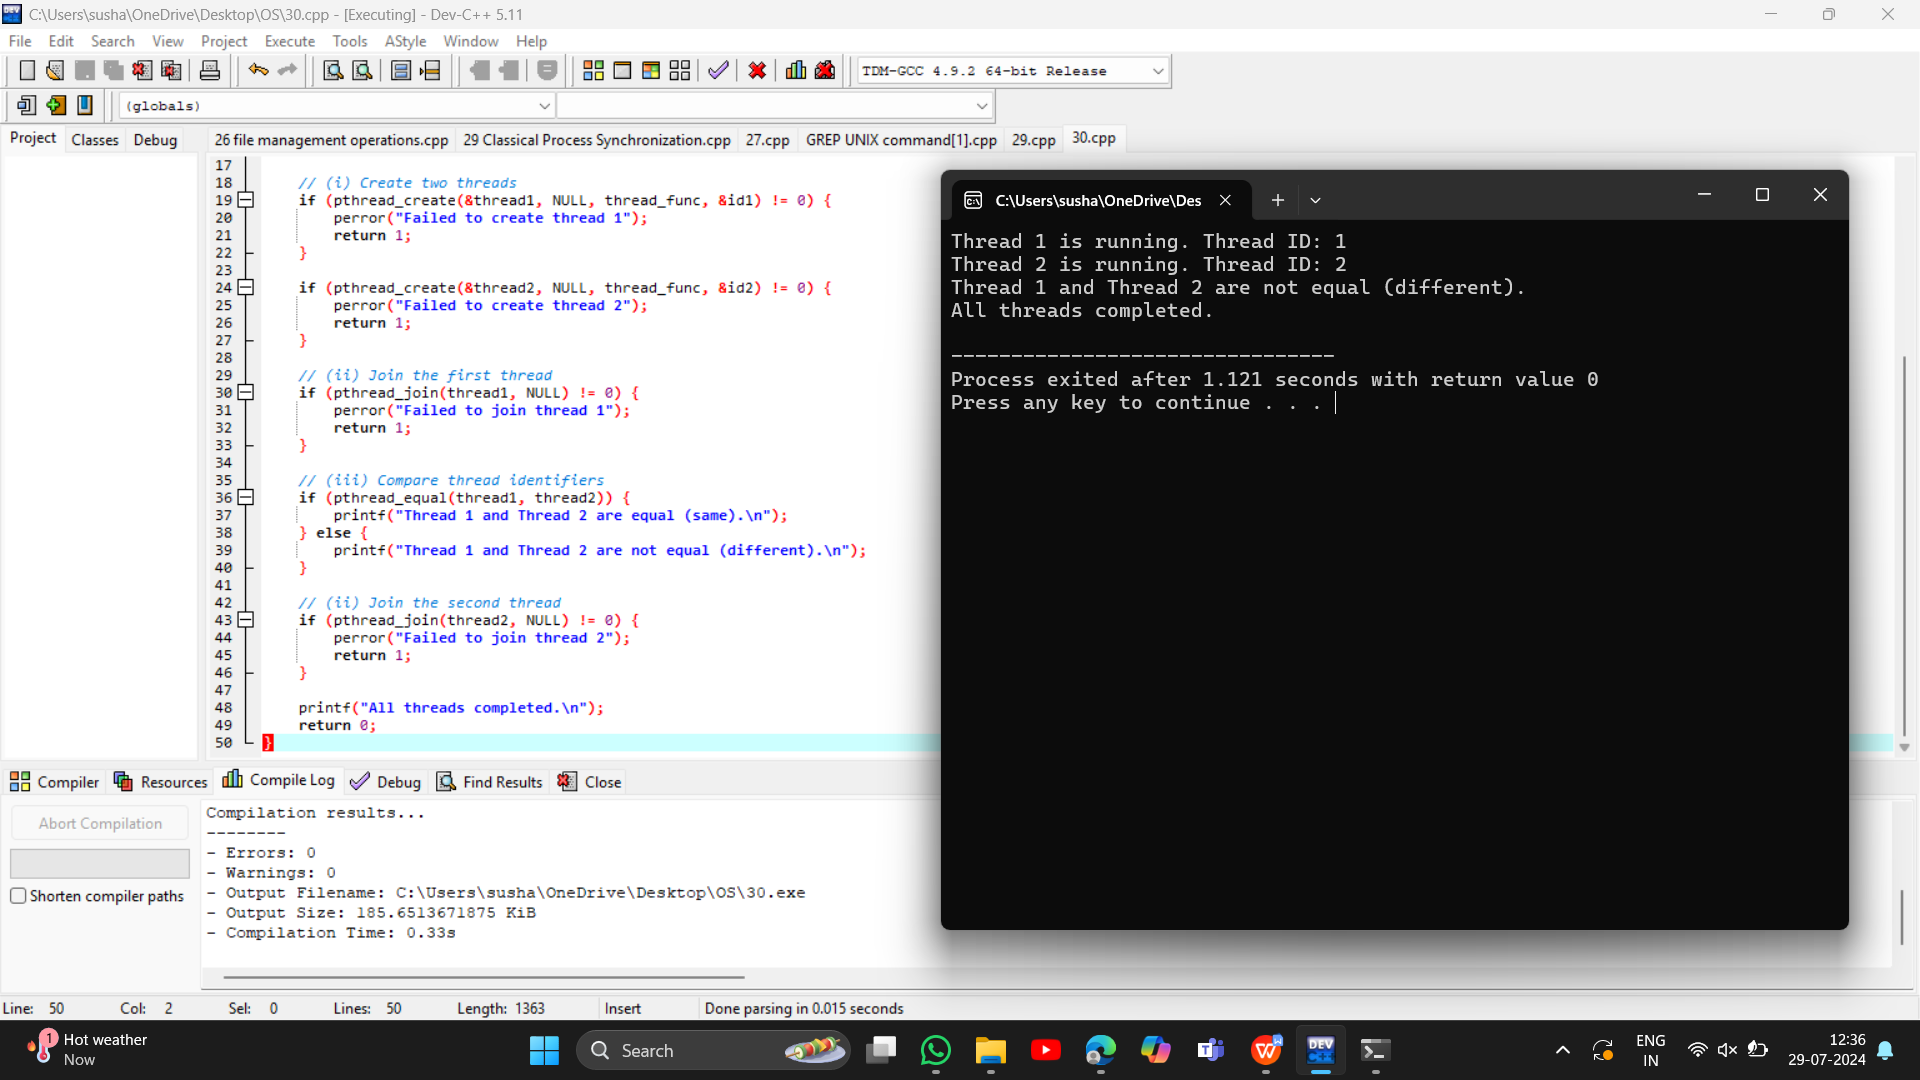 C:\Users\susha\OneDrive\Desktop\OS\30.cpp - [Executing] - Dev-C++ 5.11
File Edit Search View Project Execute Tools AStyle Window Help
TDM-GCC 4.9.2 64-bit Release
(globals)
Project Classes Debug
26 file management operations.cpp 29 Classical Process Synchronization.cpp 27.cpp GREP UNIX command[1].cpp 29.cpp 30.cpp
17
18 // (i) Create two threads
19 if (pthread_create(&thread1, NULL, thread_func, &id1) != 0) {
20 perror("Failed to create thread 1");
21 return 1;
22 }
23
24 if (pthread_create(&thread2, NULL, thread_func, &id2) != 0) {
25 perror("Failed to create thread 2");
26 return 1;
27 }
28
29 // (ii) Join the first thread
30 if (pthread_join(thread1, NULL) != 0) {
31 perror("Failed to join thread 1");
32 return 1;
33 }
34
35 // (iii) Compare thread identifiers
36 if (pthread_equal(thread1, thread2)) {
37 printf("Thread 1 and Thread 2 are equal (same).\n");
38 } else {
39 printf("Thread 1 and Thread 2 are not equal (different).\n");
40 }
41
42 // (ii) Join the second thread
43 if (pthread_join(thread2, NULL) != 0) {
44 perror("Failed to join thread 2");
45 return 1;
46 }
47
48 printf("All threads completed.\n");
49 return 0;
50 }
C:\Users\susha\OneDrive\Des
Thread 1 is running. Thread ID: 1
Thread 2 is running. Thread ID: 2
Thread 1 and Thread 2 are not equal (different).
All threads completed.
--------------------------------
Process exited after 1.121 seconds with return value 0
Press any key to continue . . .
Compiler Resources Compile Log Debug Find Results Close
Abort Compilation
Shorten compiler paths
Compilation results...
--------
- Errors: 0
- Warnings: 0
- Output Filename: C:\Users\susha\OneDrive\Desktop\OS\30.exe
- Output Size: 185.6513671875 KiB
- Compilation Time: 0.33s
Line: 50 Col: 2 Sel: 0 Lines: 50 Length: 1363 Insert Done parsing in 0.015 seconds
1
Hot weather
Now
Search
DEV
ENG
IN
12:36
29-07-2024